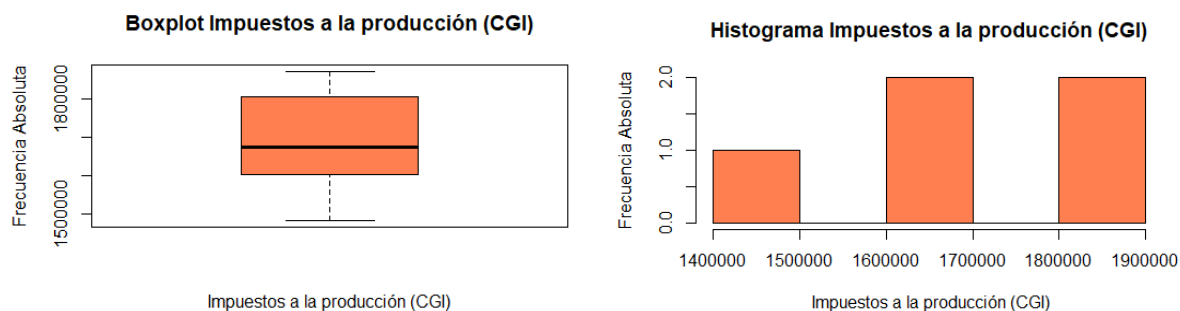 Boxplot Impuestos a la producción (CGI)
Frecuencia Absoluta
1800000
1500000
Impuestos a la producción (CGI)
Histograma Impuestos a la producción (CGI)
Frecuencia Absoluta
2.0
1.0
0.0
1400000 1500000 1600000 1700000 1800000 1900000
Impuestos a la producción (CGI)